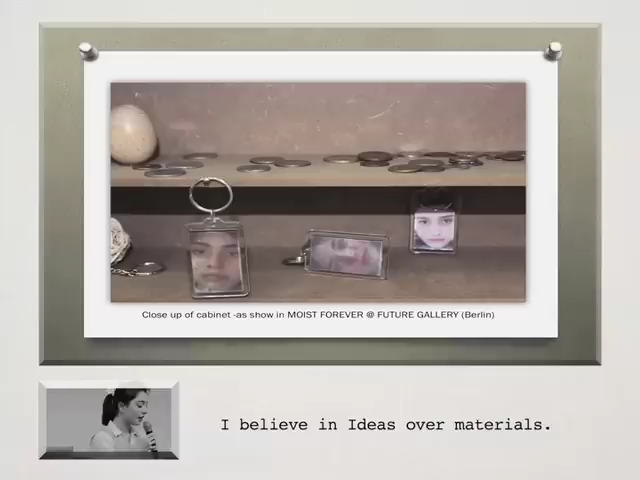 Close up of cabinet -as show in MOIST FOREVER @ FUTURE GALLERY (Berlin)
I believe in Ideas over materials.